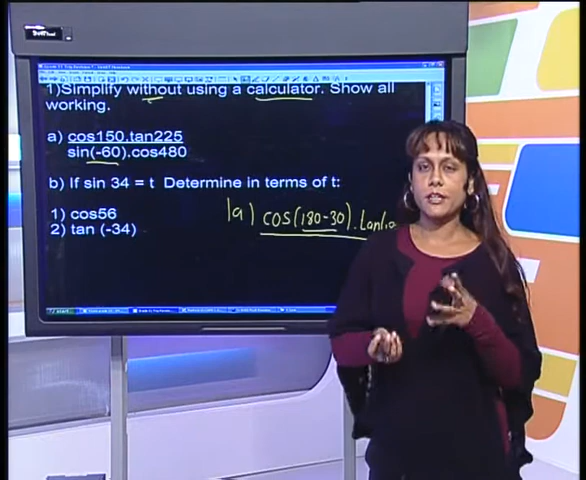 1)Simplify without using a calculator. Show all
working.
a) cos150.tan225
sin(-60).cos480
b) If sin 34 = t Determine in terms of t:
1) cos56
2) tan (-34)
1a) cos(180-30).tan(